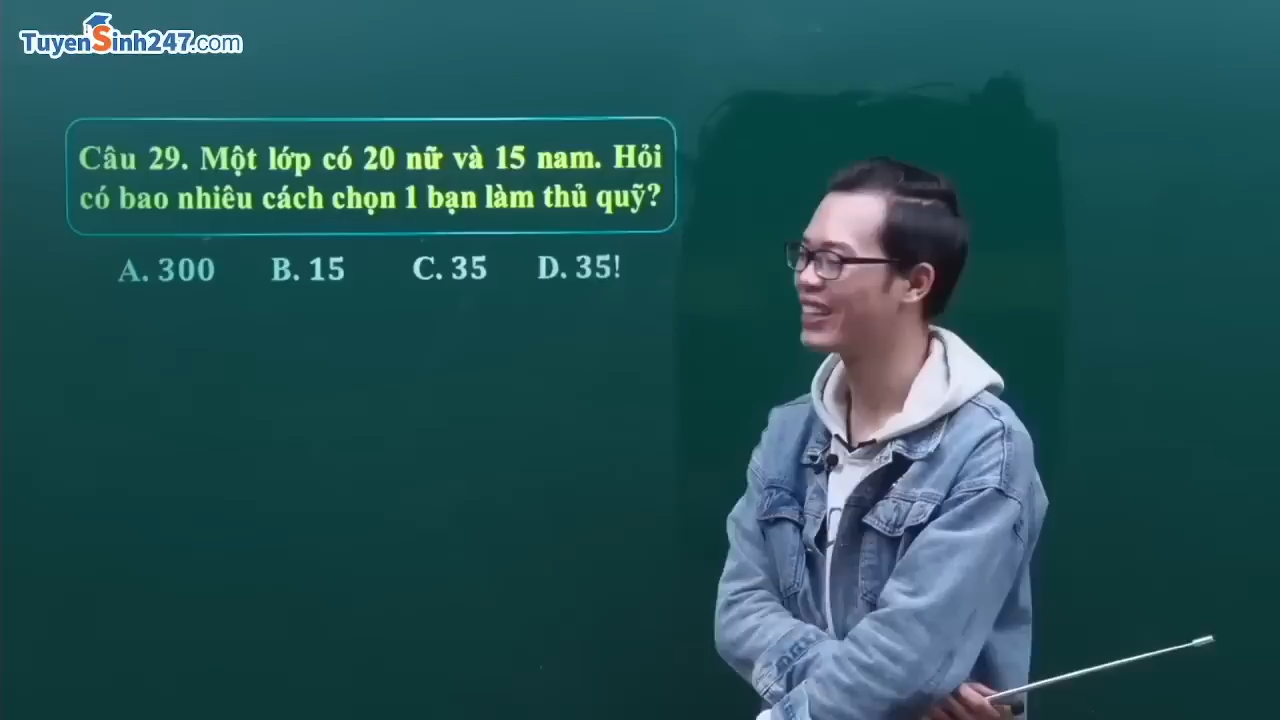 TuyenSinh247.com
Câu 29. Một lớp có 20 nữ và 15 nam. Hỏi
có bao nhiêu cách chọn 1 bạn làm thủ quỹ?
A. 300 B. 15 C. 35 D. 35!